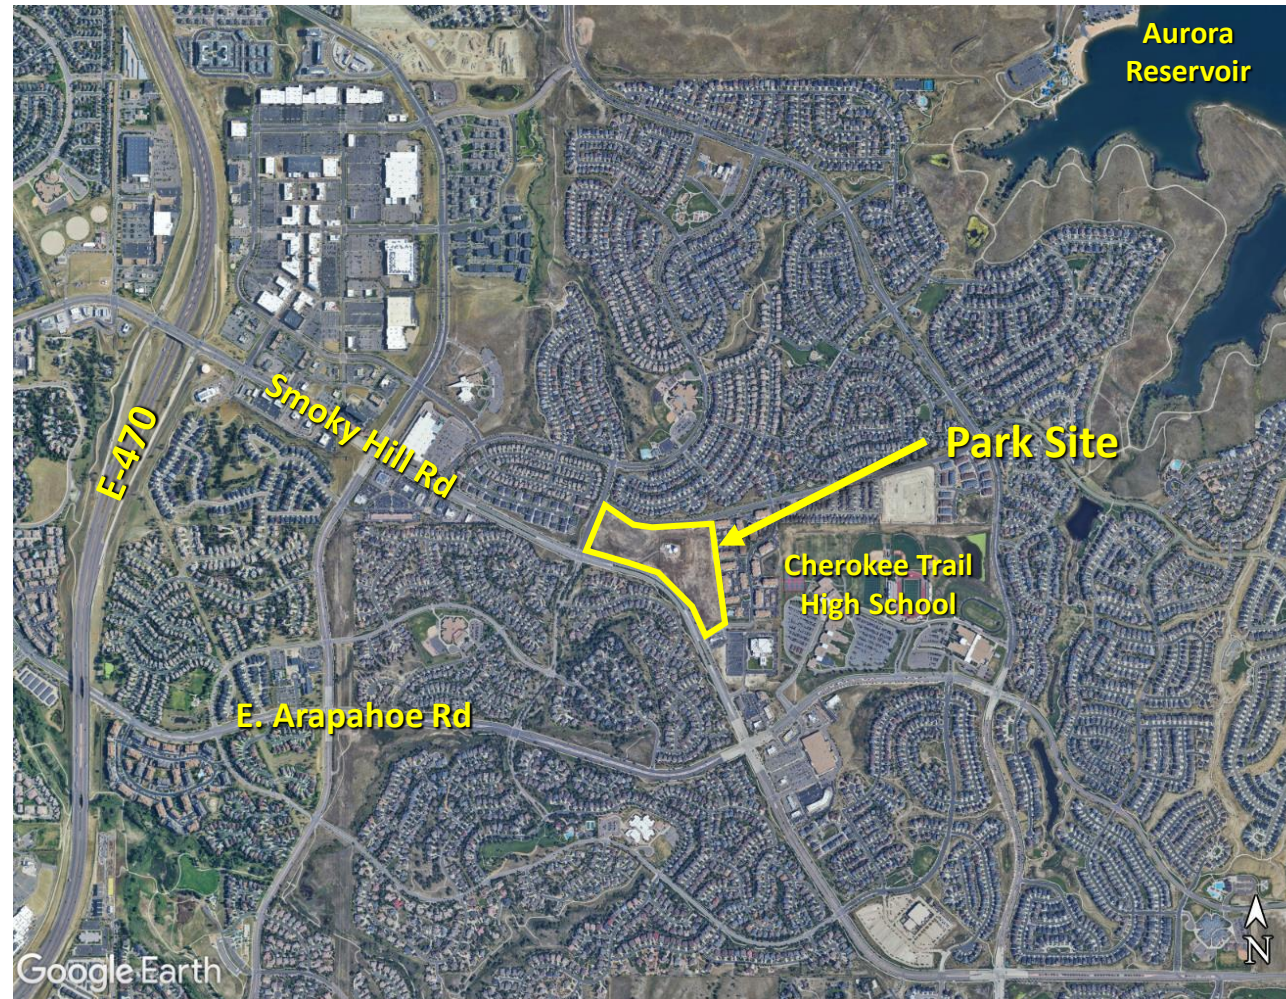 Aurora
Reservoir
Smoky Hill Rd
E-470
Park Site
Cherokee Trail
High School
E. Arapahoe Rd
Google Earth
N